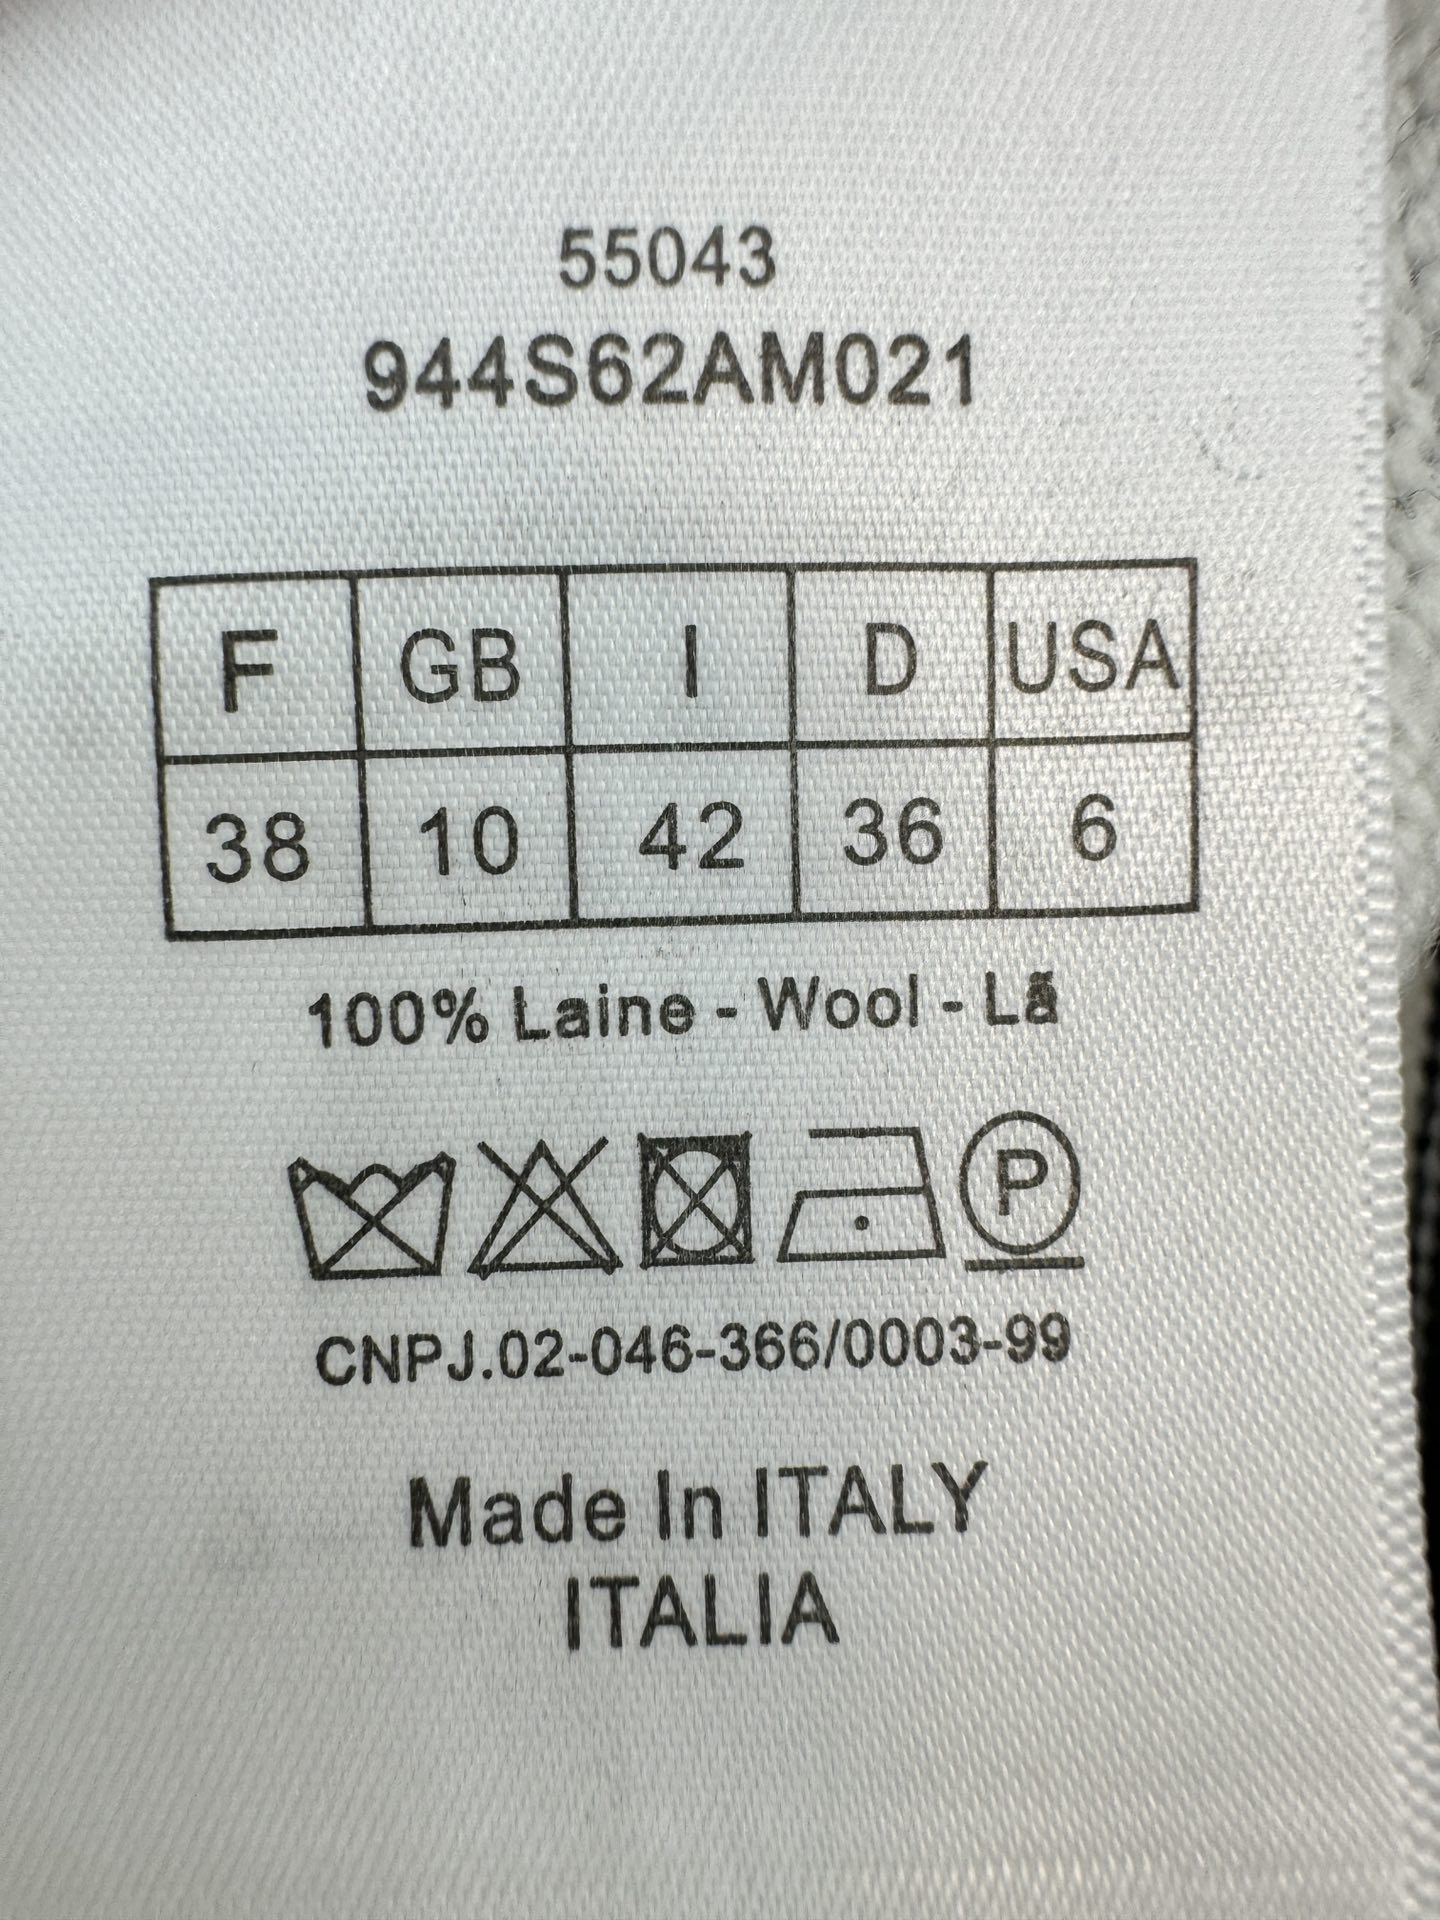 55043
944S62AM021
F GB I D USA
38 10 42 36 6
100% Laine - Wool - Lã
P
CNPJ.02-046-366/0003-99
Made In ITALY
ITALIA